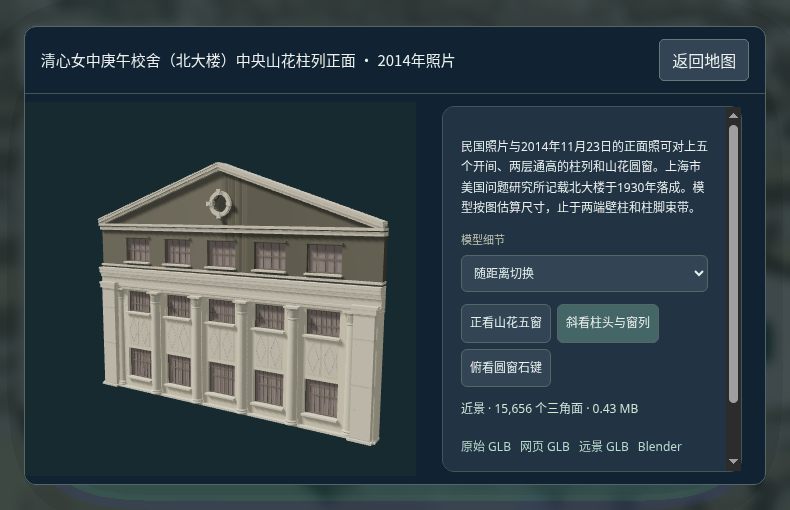 清心女中庚午校舍（北大楼）中央山花柱列正面 · 2014年照片
返回地图
民国照片与2014年11月23日的正面照可对上五
个开间、两层通高的柱列和山花圆窗。上海市
美国问题研究所记载北大楼于1930年落成。模
型按图估算尺寸，止于两端壁柱和柱脚束带。
模型细节
随距离切换
正看山花五窗
斜看柱头与窗列
俯看圆窗石键
近景 · 15,656 个三角面 · 0.43 MB
原始 GLB 网页 GLB 远景 GLB Blender